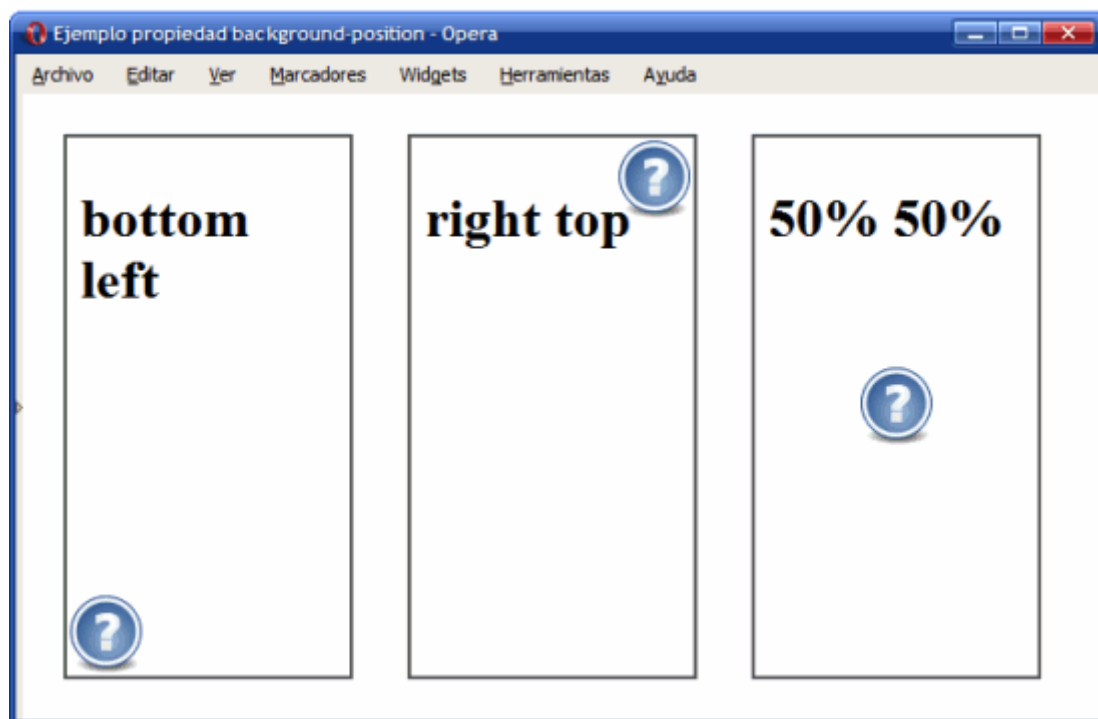 Ejemplo propiedad background-position - Opera
Archivo Editar Ver Marcadores Widgets Herramientas Ayuda
bottom
left
?
right top
?
50% 50%
?